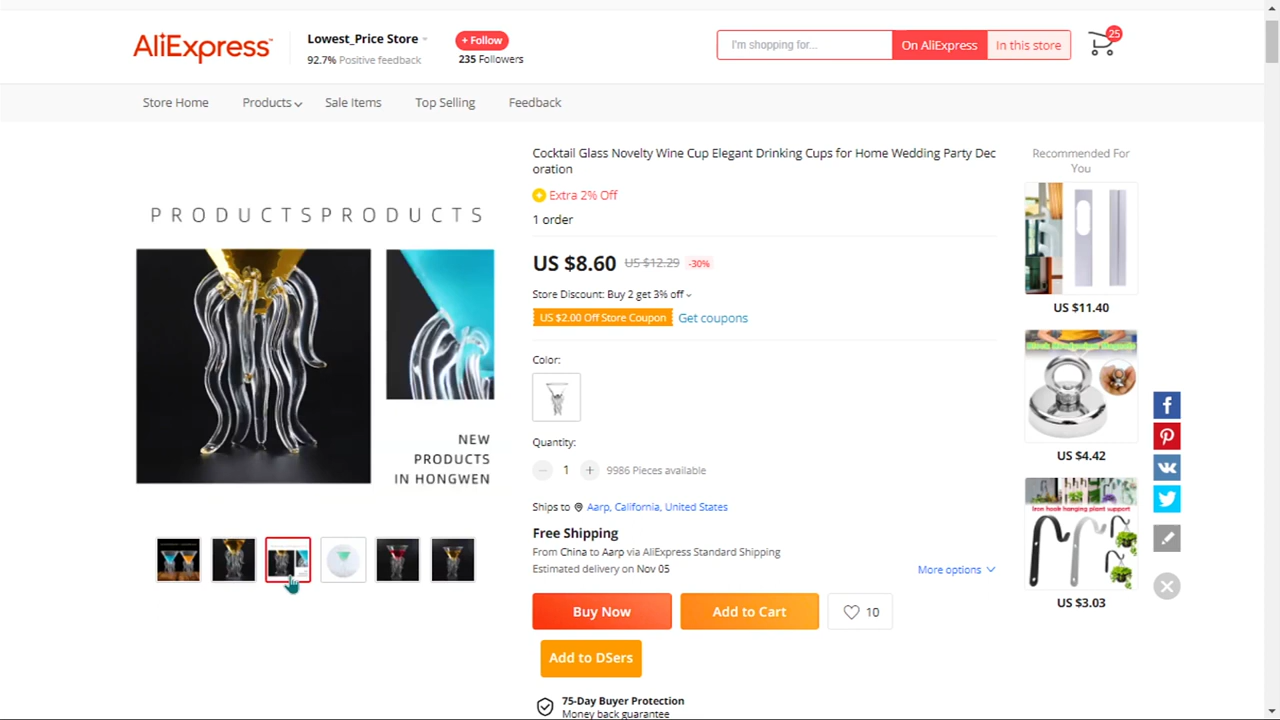 AliExpress™
Lowest_Price Store
+ Follow
92.7% Positive feedback
235 Followers
I'm shopping for...
On AliExpress
In this store
25
Store Home
Products
Sale Items
Top Selling
Feedback
PRODUCTSPRODUCTS
NEW
PRODUCTS
IN HONGWEN
Cocktail Glass Novelty Wine Cup Elegant Drinking Cups for Home Wedding Party Dec
oration
Extra 2% Off
1 order
US $8.60 US $12.29 -30%
Store Discount: Buy 2 get 3% off
US $2.00 Off Store Coupon
Get coupons
Color:
Quantity:
1
+
9986 Pieces available
Ships to Aarp, California, United States
Free Shipping
From China to Aarp via AliExpress Standard Shipping
Estimated delivery on Nov 05
More options
Buy Now
Add to Cart
10
Add to DSers
75-Day Buyer Protection
Money back guarantee
Recommended For
You
US $11.40
US $4.42
Iron hook hanging plant support
US $3.03